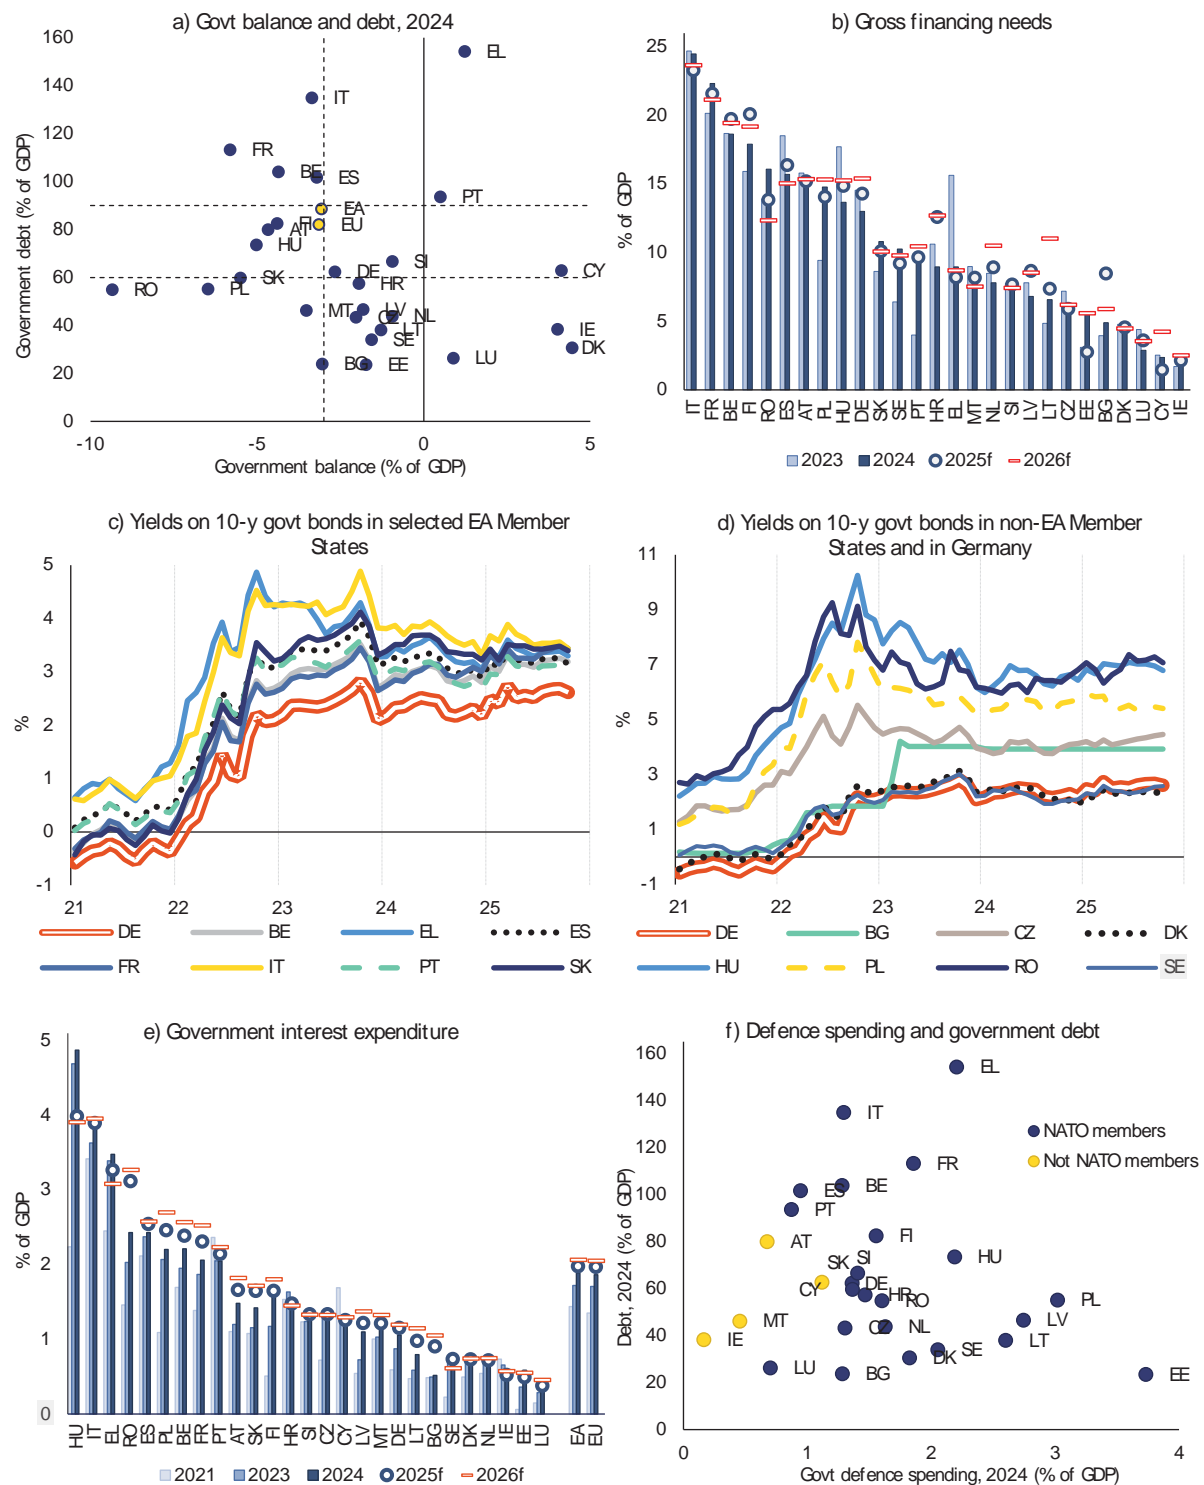 a) Govt balance and debt, 2024
Government debt (% of GDP)
160
140
120
100
80
60
40
20
0
-10
-5
0
5
Government balance (% of GDP)
EL
IT
FR
BE
ES
PT
EA
FI
EU
AT
HU
SI
SK
DE
CY
RO
PL
HR
MT
LV
CZ
NL
LT
IE
SE
DK
BG
EE
LU
b) Gross financing needs
% of GDP
25
20
15
10
5
0
IT FR BE FI RO ES AT PL HU DE SK SE PT HR EL MT NL SI LV LT CZ EE BG DK LU CY IE
2023 2024 2025f 2026f
c) Yields on 10-y govt bonds in selected EA Member
States
%
5
4
3
2
1
0
-1
21 22 23 24 25
DE BE EL ES
FR IT PT SK
d) Yields on 10-y govt bonds in non-EA Member
States and in Germany
%
11
9
7
5
3
1
-1
21 22 23 24 25
DE BG CZ DK
HU PL RO SE
e) Government interest expenditure
% of GDP
5
4
3
2
1
0
HU IT EL RO ES PL BE FR PT AT SK FI HR SI CZ CY LV MT DE LT BG SE DK NL IE EE LU EA EU
2021 2023 2024 2025f 2026f
f) Defence spending and government debt
Debt, 2024 (% of GDP)
160
140
120
100
80
60
40
20
0
0 1 2 3 4
Govt defence spending, 2024 (% of GDP)
NATO members
Not NATO members
EL
IT
FR
ES
BE
PT
AT
FI
HU
SK
SI
CY
DE
HR
RO
PL
MT
IE
CZ
NL
LV
LT
SE
DK
LU
BG
EE